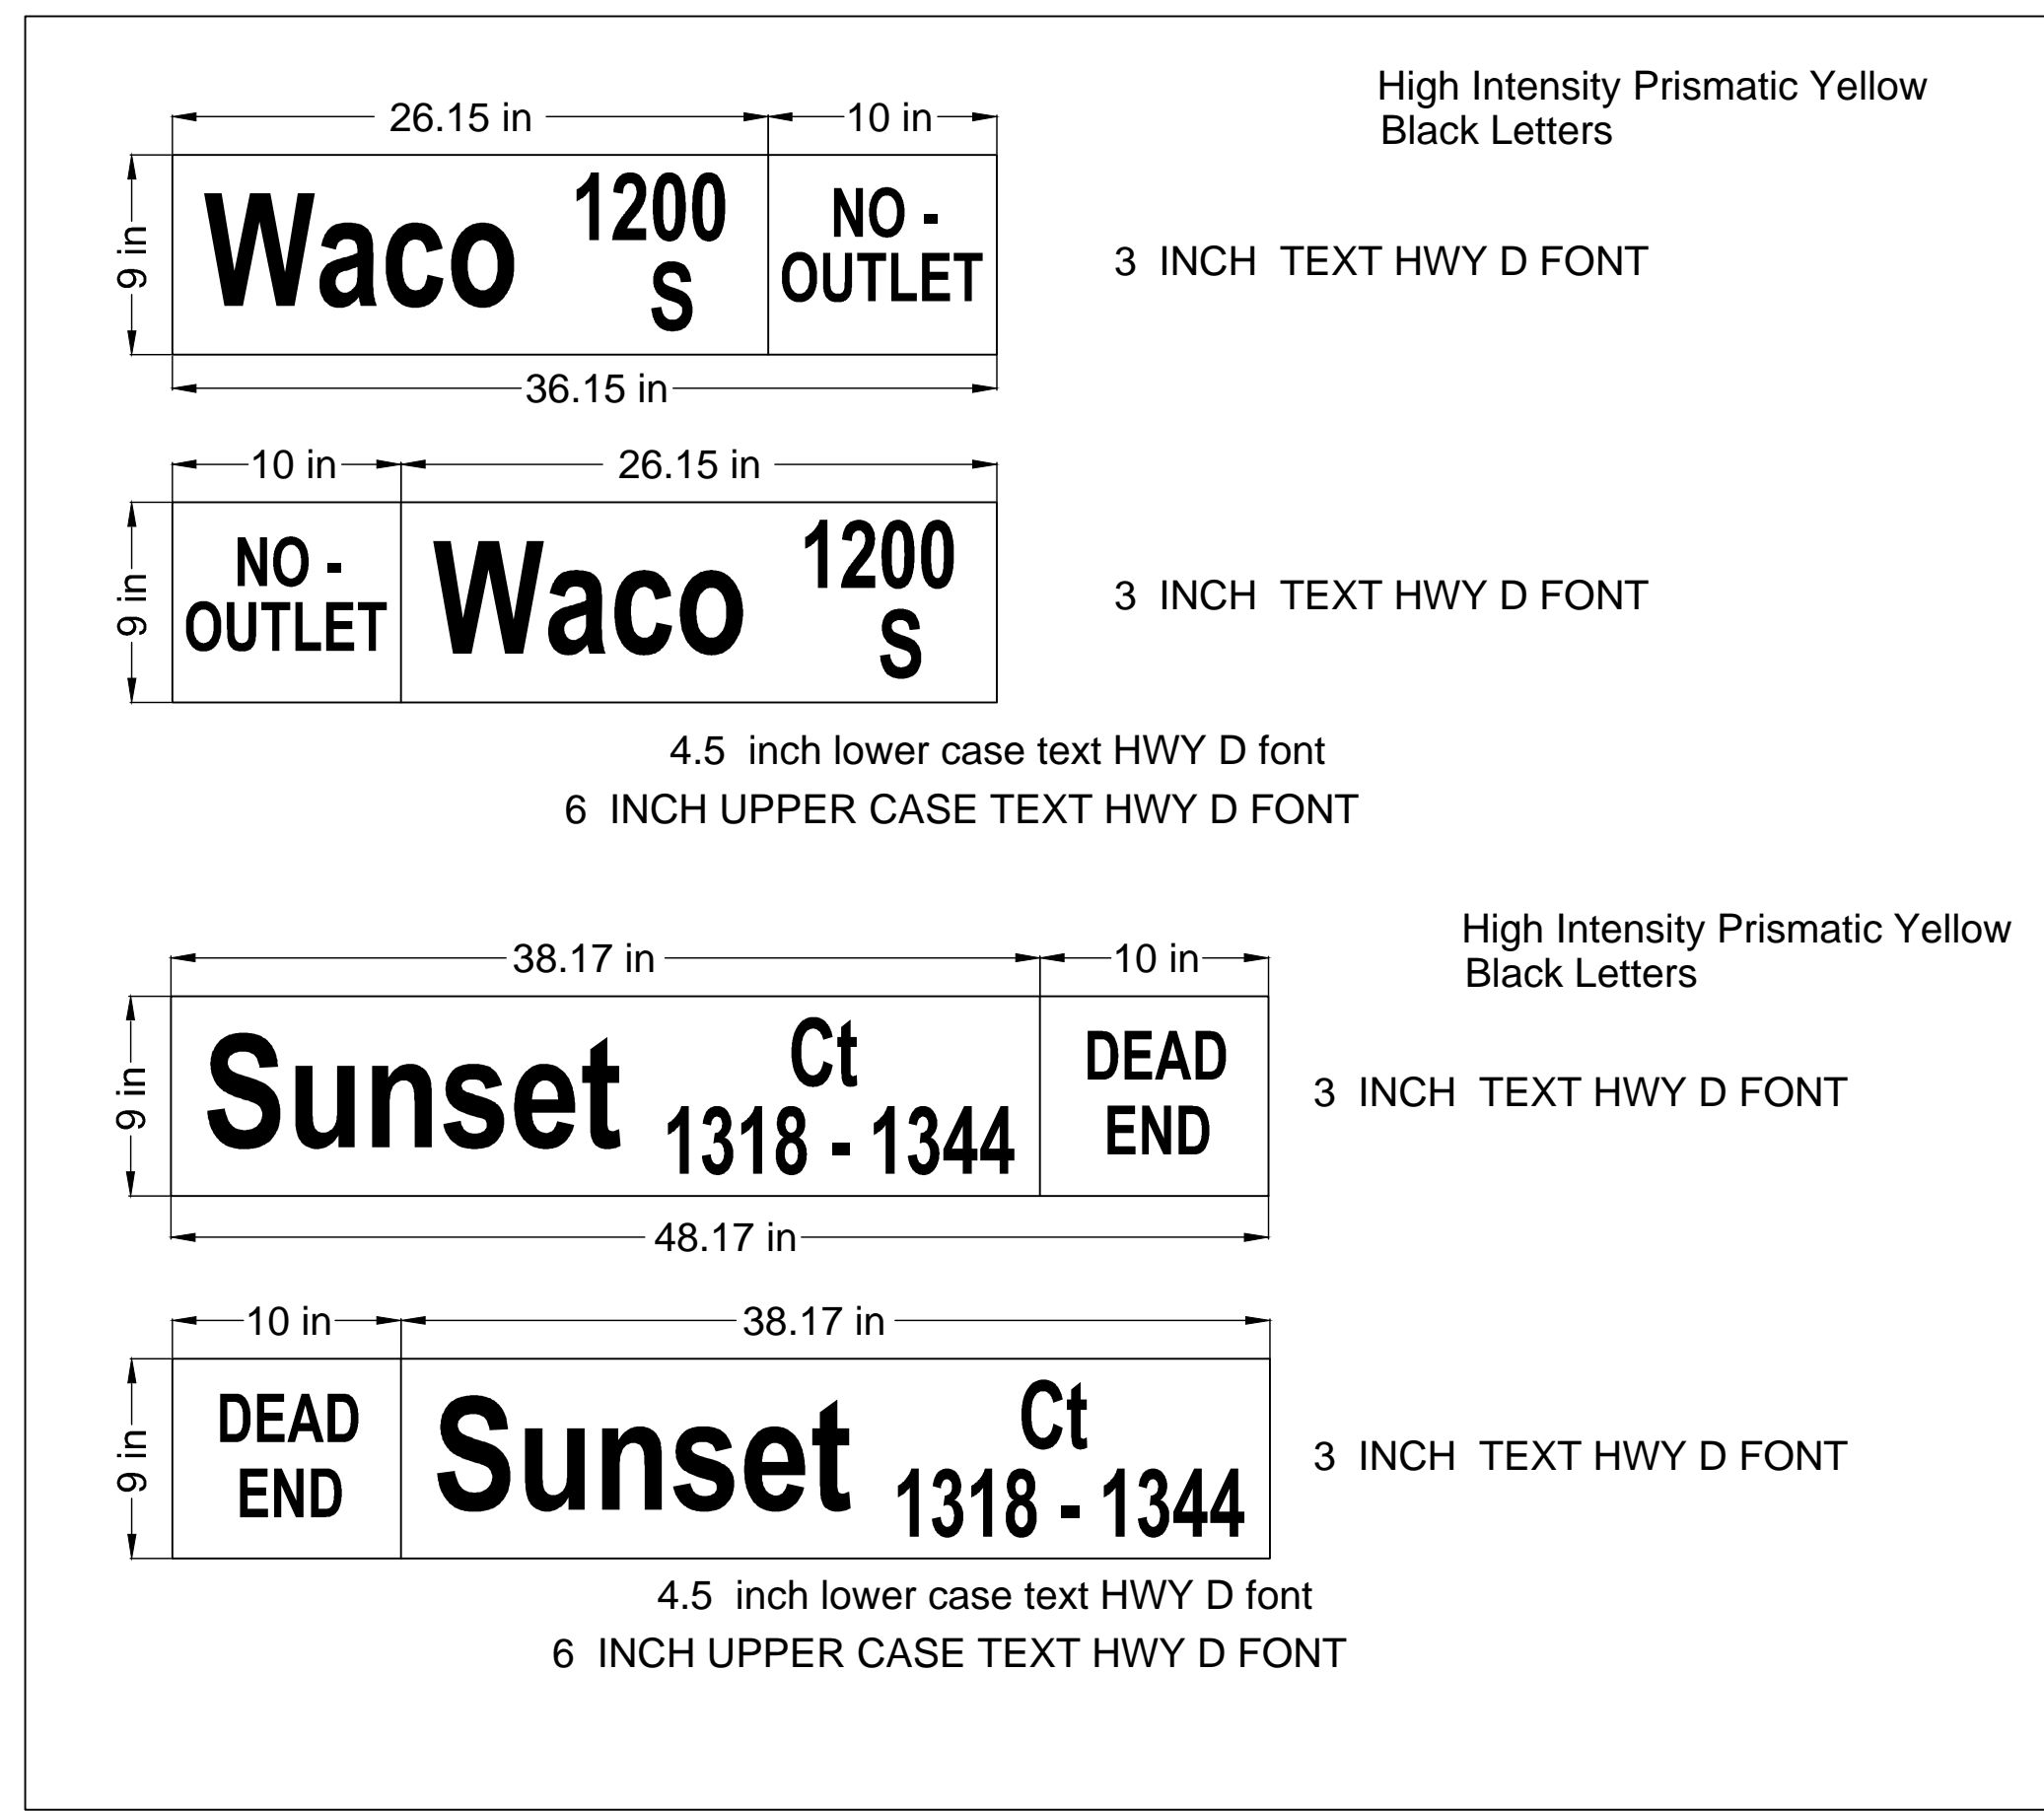 High Intensity Prismatic Yellow
Black Letters
26.15 in
10 in
9 in
Waco
1200
S
NO -
OUTLET
3 INCH TEXT HWY D FONT
36.15 in
10 in
26.15 in
9 in
NO -
OUTLET
Waco
1200
S
3 INCH TEXT HWY D FONT
4.5 inch lower case text HWY D font
6 INCH UPPER CASE TEXT HWY D FONT
High Intensity Prismatic Yellow
Black Letters
38.17 in
10 in
9 in
Sunset
Ct
1318 - 1344
DEAD
END
3 INCH TEXT HWY D FONT
48.17 in
10 in
38.17 in
9 in
DEAD
END
Sunset
Ct
1318 - 1344
3 INCH TEXT HWY D FONT
4.5 inch lower case text HWY D font
6 INCH UPPER CASE TEXT HWY D FONT